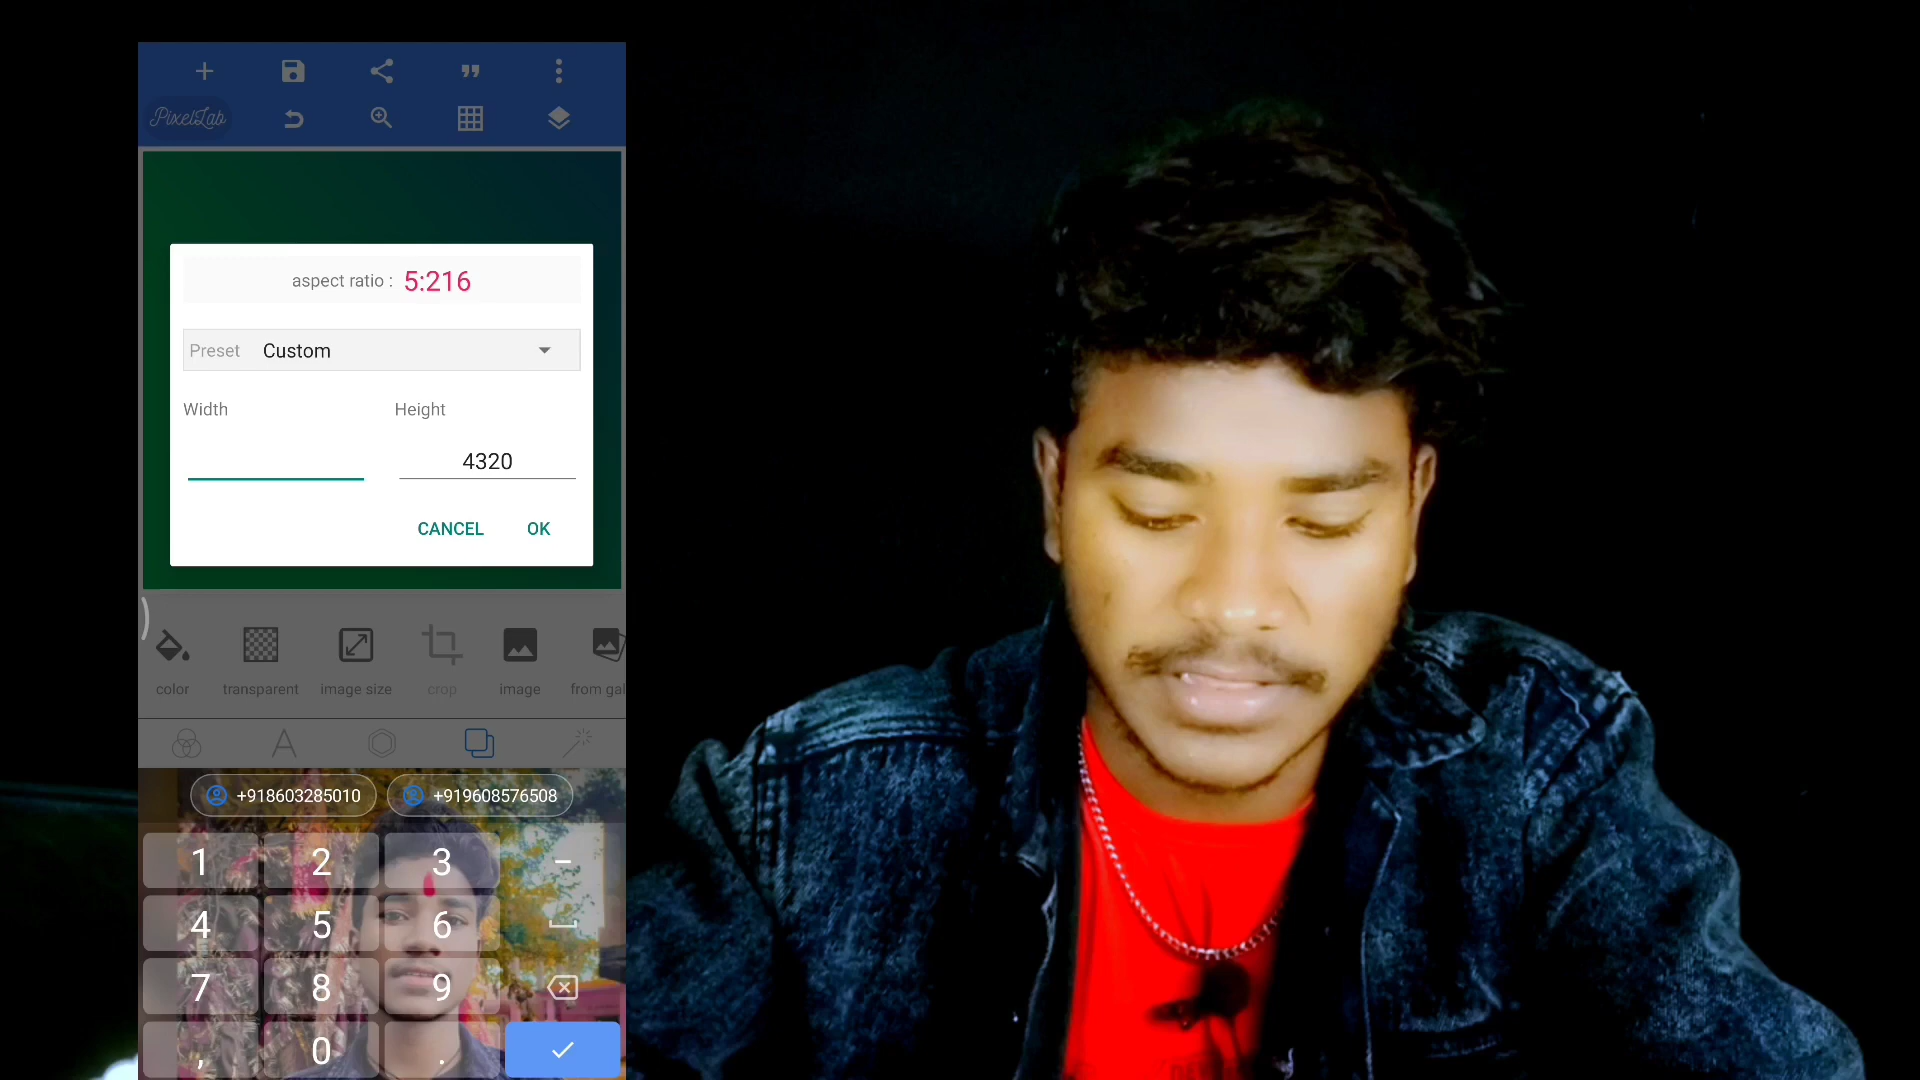 PixelLab
aspect ratio : 5:216
Preset Custom
Width Height
4320
CANCEL OK
color transparent image size crop image from gal
+918603285010 +919608576508
1 2 3 -
4 5 6
7 8 9
, 0 .